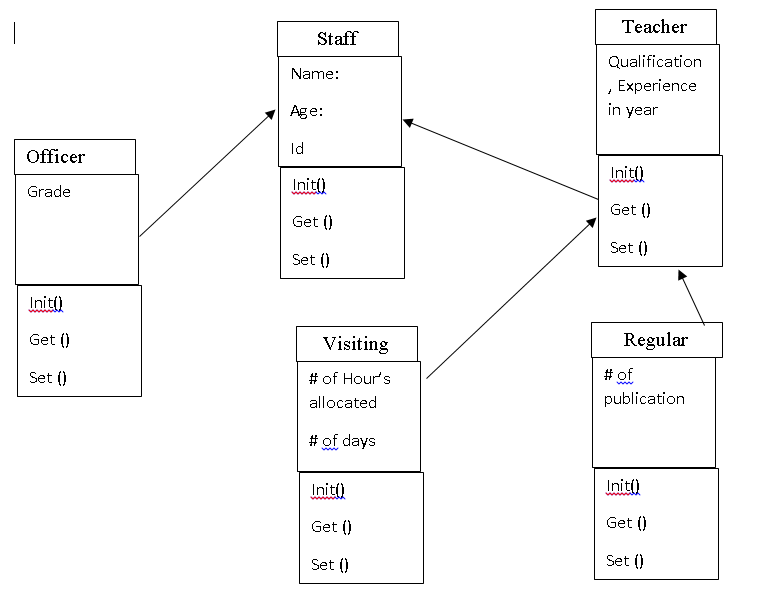 Staff
Name:
Age:
Id
Init()
Get ()
Set ()
Teacher
Qualification
, Experience
in year
Init()
Get ()
Set ()
Officer
Grade
Init()
Get ()
Set ()
Visiting
# of Hour's
allocated
# of days
Init()
Get ()
Set ()
Regular
# of
publication
Init()
Get ()
Set ()